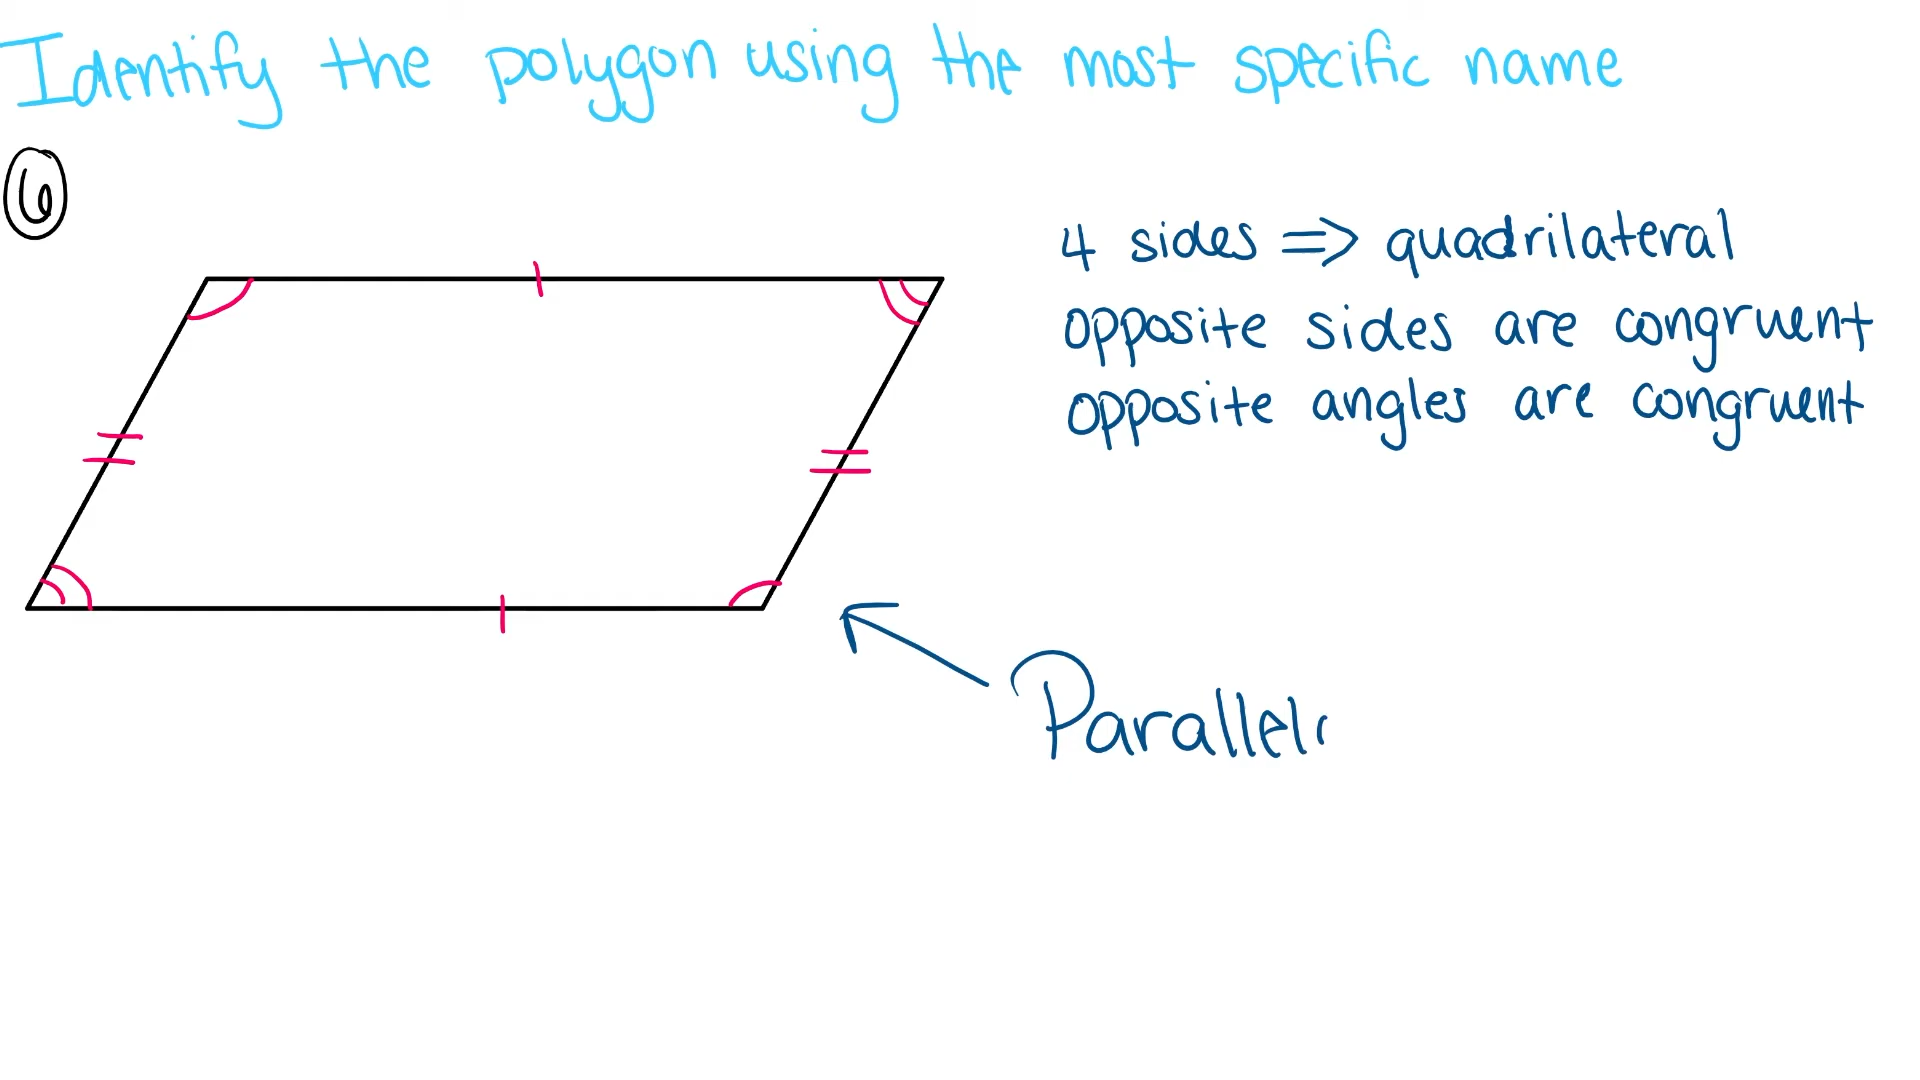 Identify the polygon using the most specific name
6
4 sides ⇒ quadrilateral
opposite sides are congruent
opposite angles are congruent
Parallel